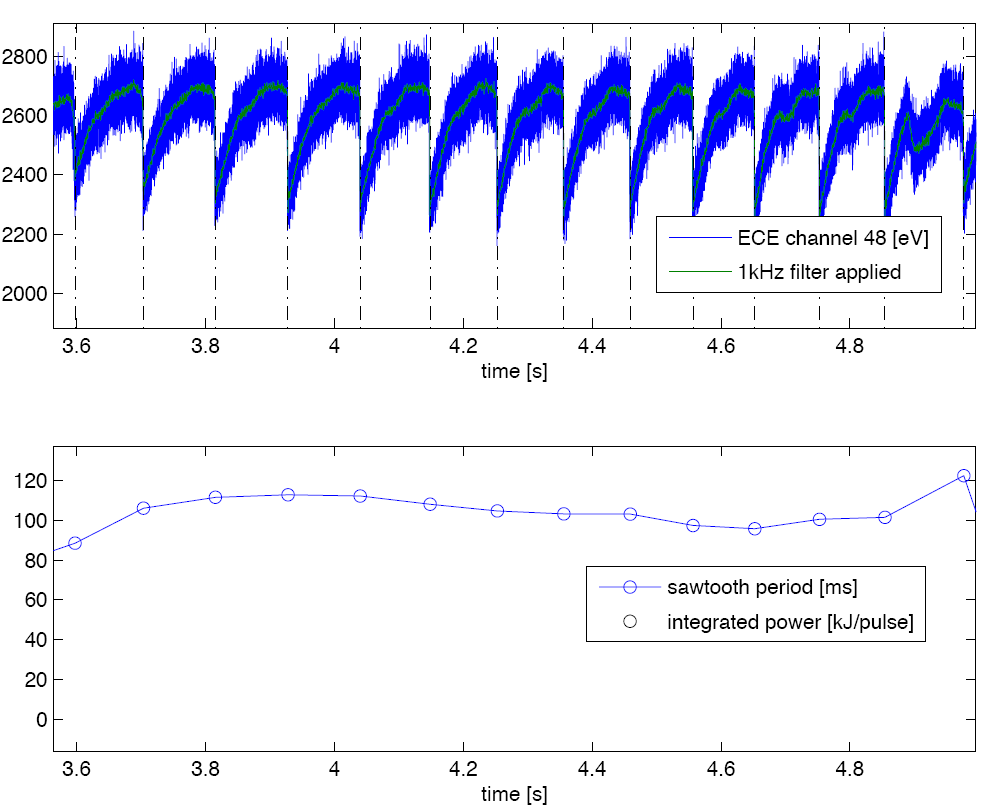 2800
2600
2400
2200
2000
ECE channel 48 [eV]
1kHz filter applied
3.6 3.8 4 4.2 4.4 4.6 4.8
time [s]
120
100
80
60
40
20
0
sawtooth period [ms]
integrated power [kJ/pulse]
3.6 3.8 4 4.2 4.4 4.6 4.8
time [s]